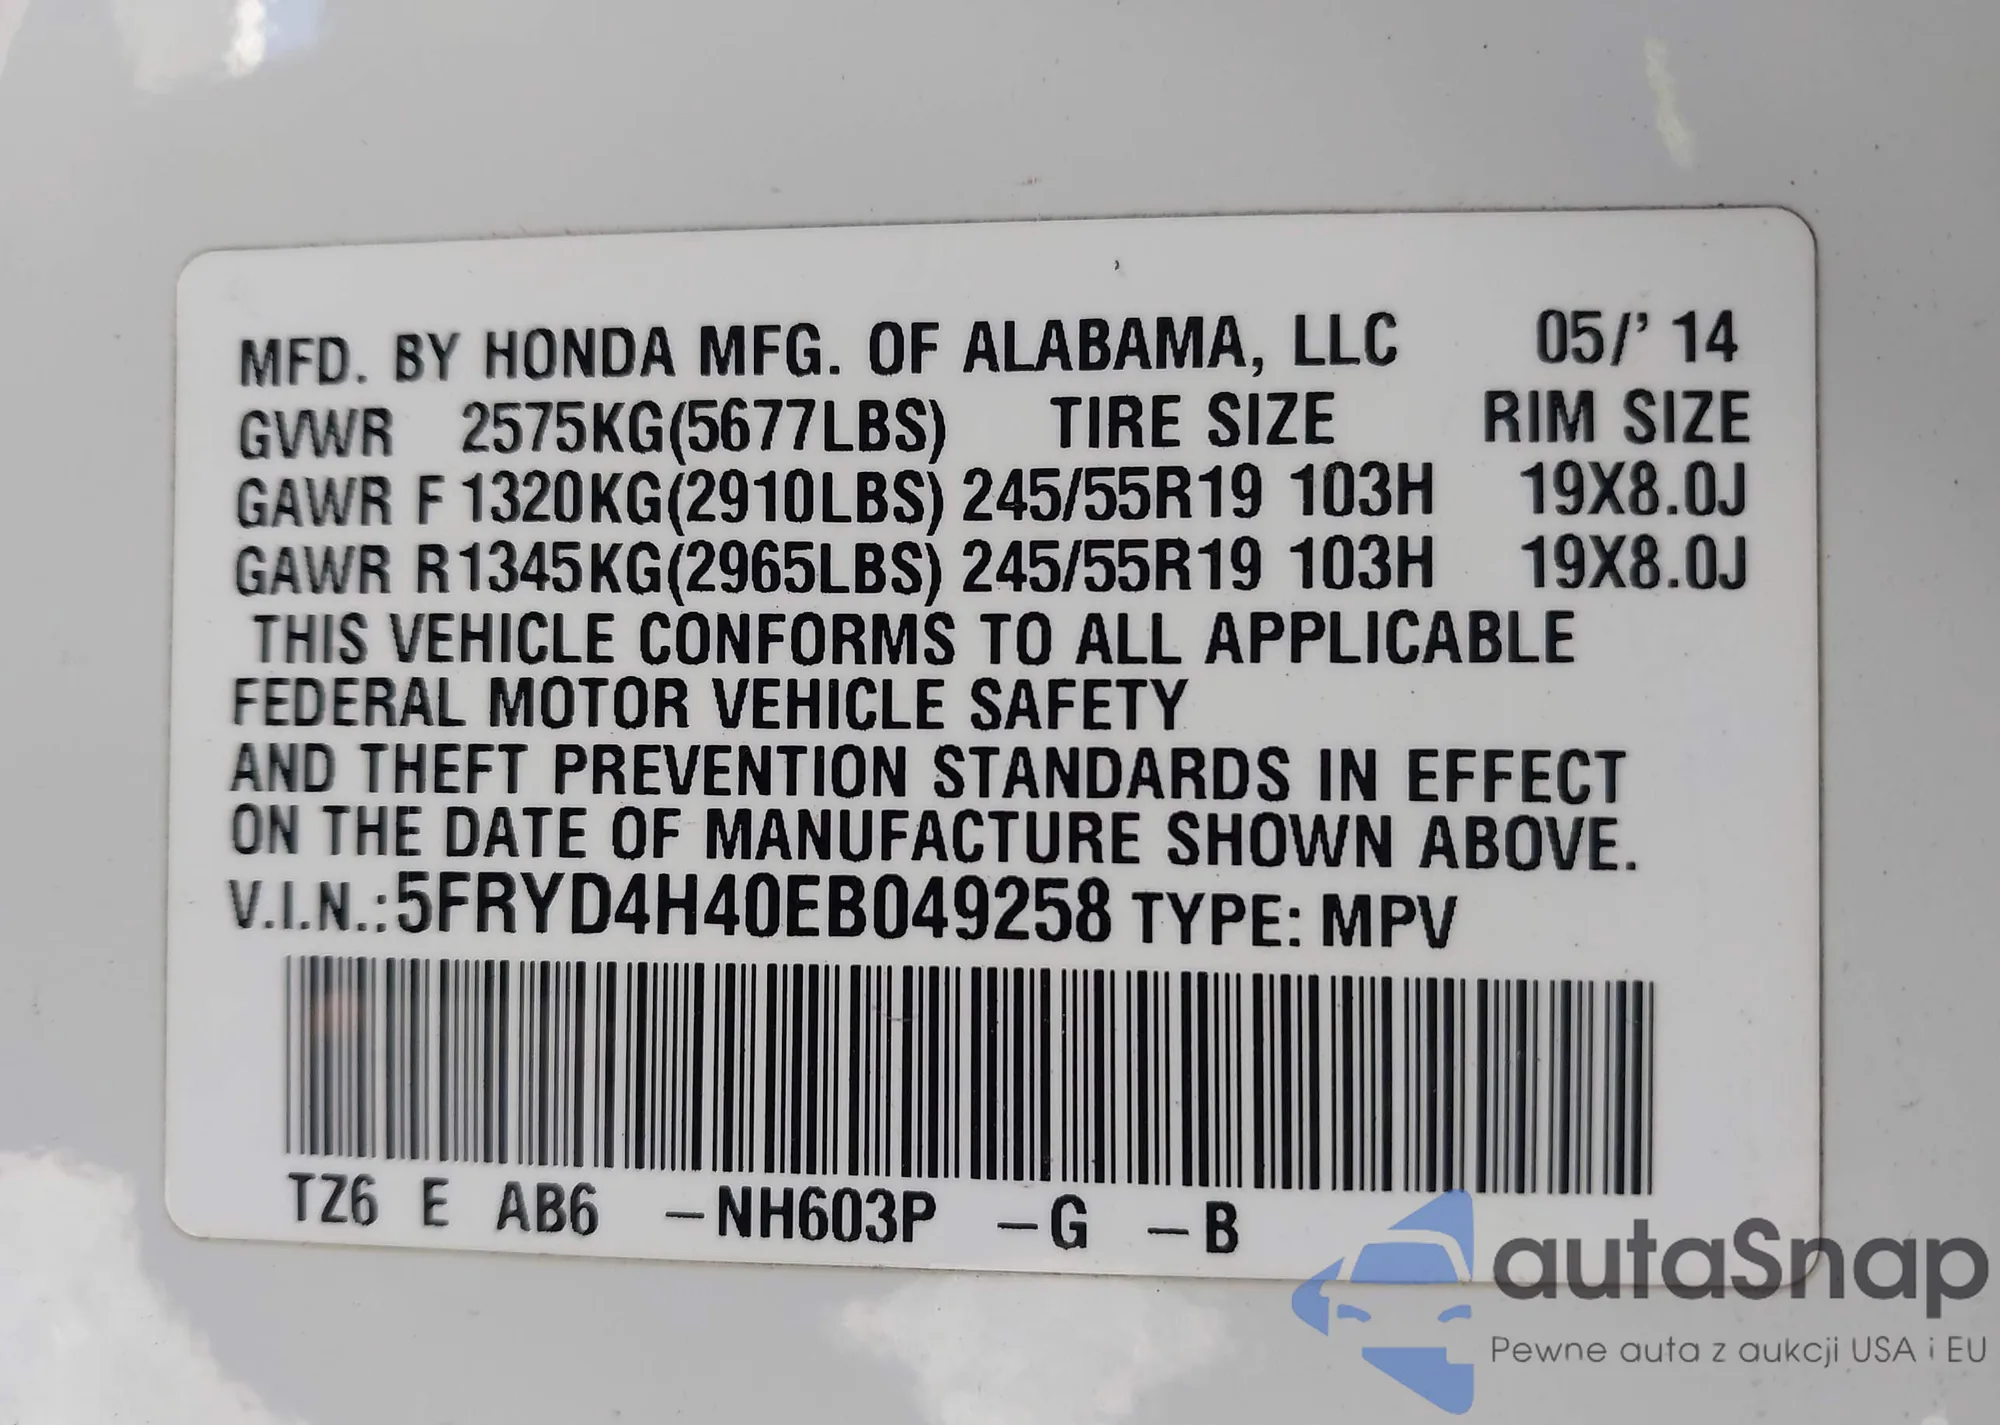 MFD. BY HONDA MFG. OF ALABAMA, LLC 05/' 14
GVWR 2575KG(5677LBS) TIRE SIZE RIM SIZE
GAWR F 1320KG(2910LBS) 245/55R19 103H 19X8.0J
GAWR R1345KG(2965LBS) 245/55R19 103H 19X8.0J
THIS VEHICLE CONFORMS TO ALL APPLICABLE
FEDERAL MOTOR VEHICLE SAFETY
AND THEFT PREVENTION STANDARDS IN EFFECT
ON THE DATE OF MANUFACTURE SHOWN ABOVE.
V.I.N.:5FRYD4H40EB049258 TYPE: MPV
TZ6 E AB6 -NH603P -G -B
autaSnap
Pewne auta z aukcji USA i EU